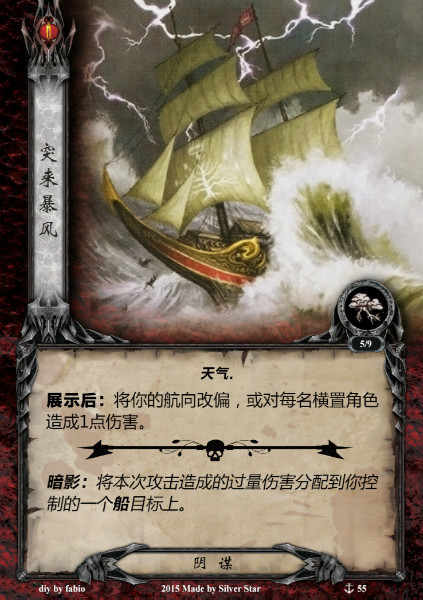 突来暴风
5/9
天气.
展示后：将你的航向改偏，或对每名横置角色
造成1点伤害。
暗影：将本次攻击造成的过量伤害分配到你控
制的一个船目标上。
阴 谋
diy by fabio
2015 Made by Silver Star
55